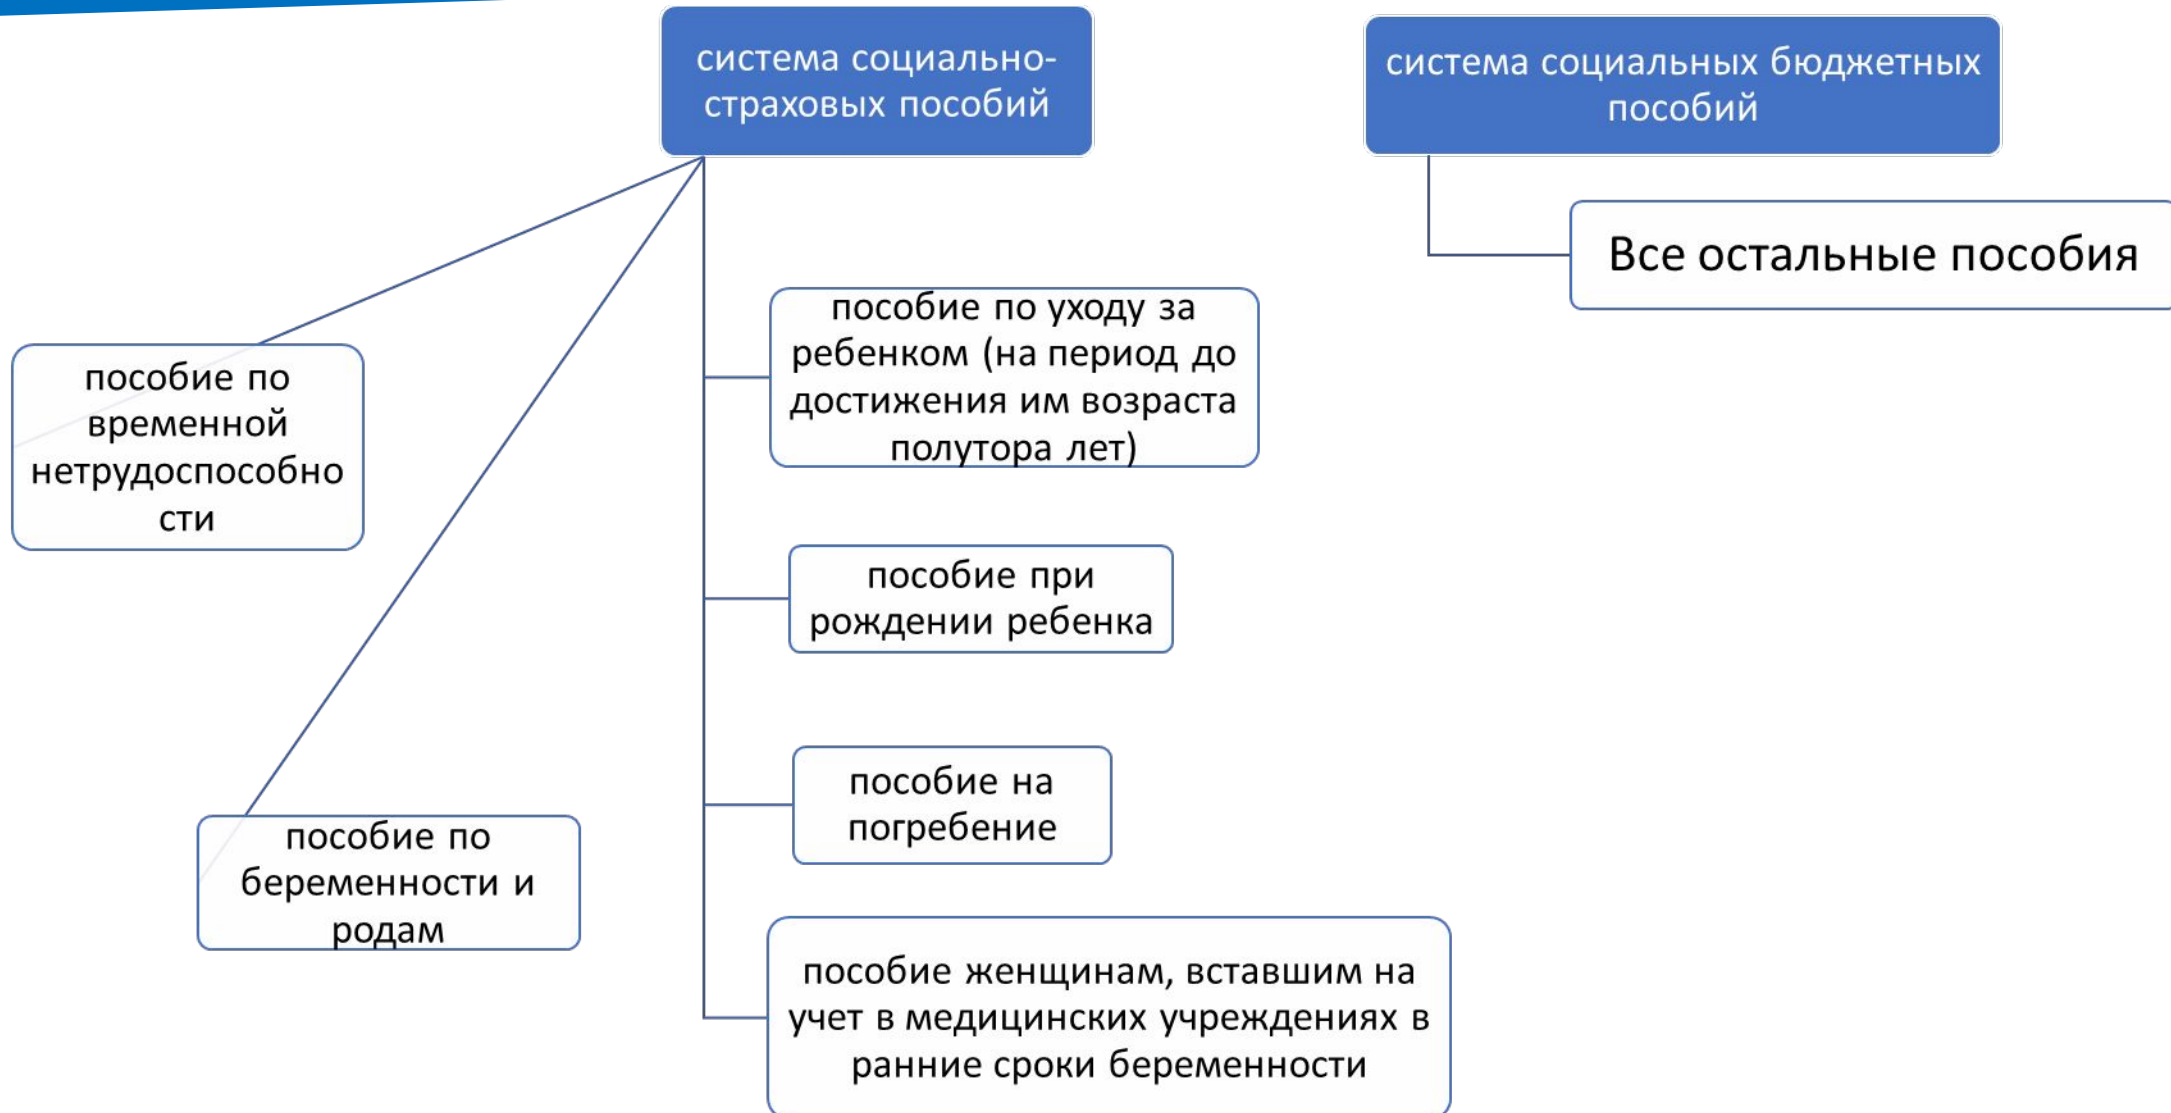 система социально-
страховых пособий
система социальных бюджетных
пособий
Все остальные пособия
пособие по
временной
нетрудоспособно
сти
пособие по
беременности и
родам
пособие по уходу за
ребенком (на период до
достижения им возраста
полутора лет)
пособие при
рождении ребенка
пособие на
погребение
пособие женщинам, вставшим на
учет в медицинских учреждениях в
ранние сроки беременности